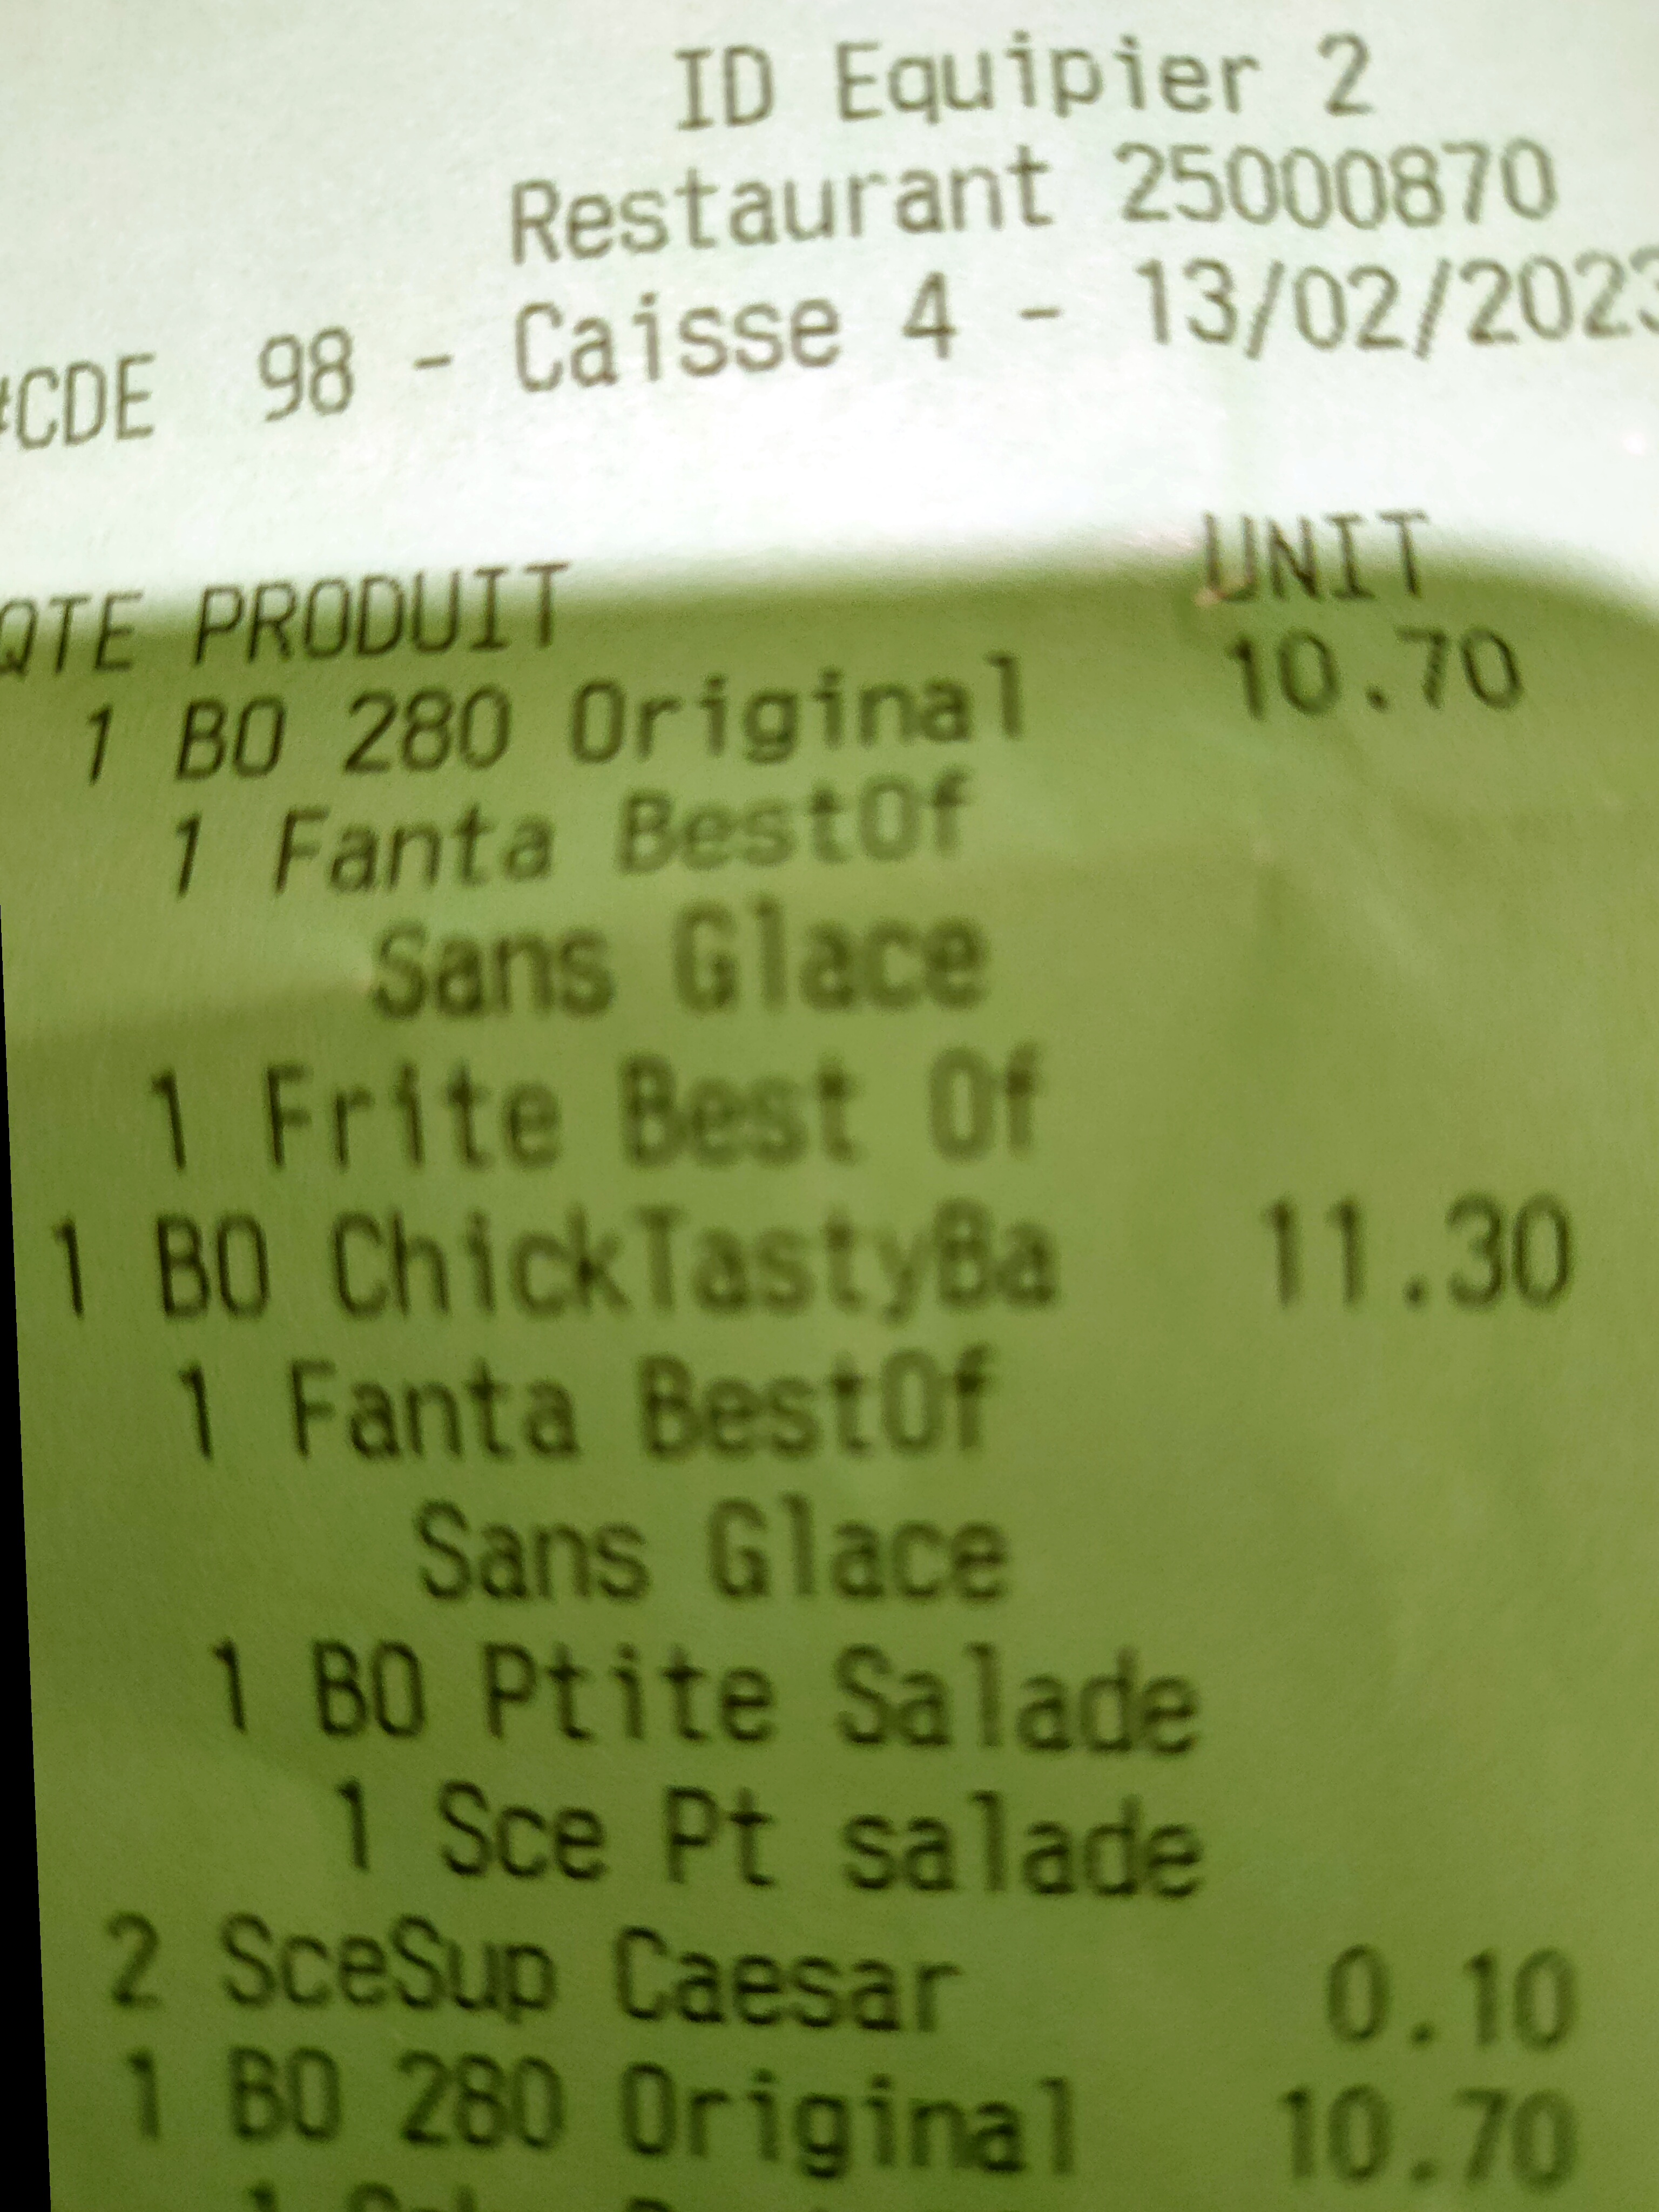 ID Equipier 2
Restaurant 25000870
#CDE 98 - Caisse 4 - 13/02/2023
QTE PRODUIT UNIT
1 BO 280 Original 10.70
1 Fanta BestOf
Sans Glace
1 Frite Best Of
1 BO ChickTastyBa 11.30
1 Fanta BestOf
Sans Glace
1 BO Ptite Salade
1 Sce Pt salade
2 SceSup Caesar 0.10
1 BO 280 Original 10.70